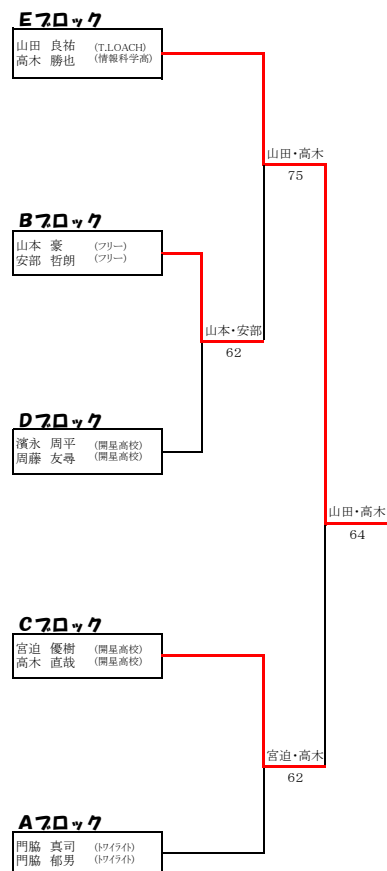 Eブロック
山田 良祐 (T.LOACH)
高木 勝也 (情報科学高)
山田・高木
75
Bブロック
山本 豪 (フリー)
安部 哲朗 (フリー)
山本・安部
62
Dブロック
濱永 周平 (開星高校)
周藤 友尋 (開星高校)
山田・高木
64
Cブロック
宮迫 優樹 (開星高校)
高木 直哉 (開星高校)
宮迫・高木
62
Aブロック
門脇 真司 (トワイライト)
門脇 郁男 (トワイライト)